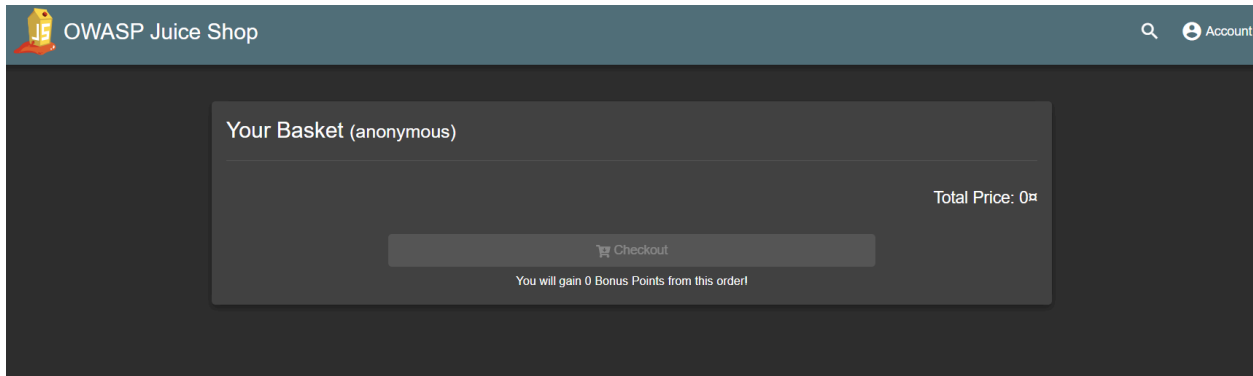 OWASP Juice Shop
Account
Your Basket (anonymous)
Total Price: 0¤
Checkout
You will gain 0 Bonus Points from this order!